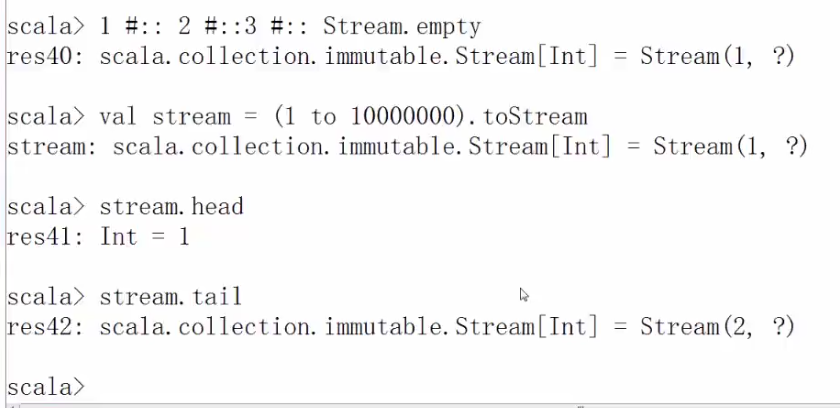 scala> 1 #:: 2 #::3 #:: Stream.empty
res40: scala.collection.immutable.Stream[Int] = Stream(1, ?)
scala> val stream = (1 to 10000000).toStream
stream: scala.collection.immutable.Stream[Int] = Stream(1, ?)
scala> stream.head
res41: Int = 1
scala> stream.tail
res42: scala.collection.immutable.Stream[Int] = Stream(2, ?)
scala>